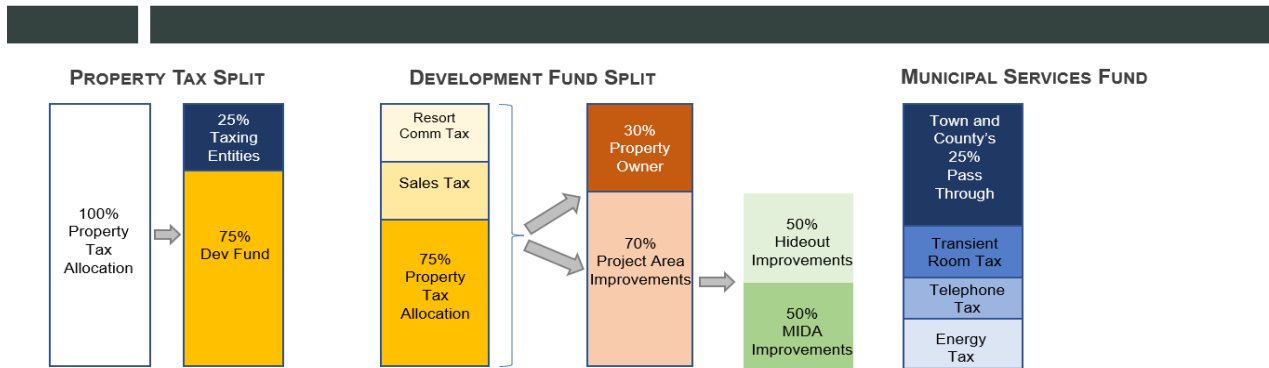 PROPERTY TAX SPLIT
100%
Property
Tax
Allocation
25%
Taxing
Entities
75%
Dev Fund
DEVELOPMENT FUND SPLIT
Resort
Comm Tax
Sales Tax
75%
Property
Tax
Allocation
30%
Property
Owner
70%
Project Area
Improvements
50%
Hideout
Improvements
50%
MIDA
Improvements
MUNICIPAL SERVICES FUND
Town and
County's
25%
Pass
Through
Transient
Room Tax
Telephone
Tax
Energy
Tax